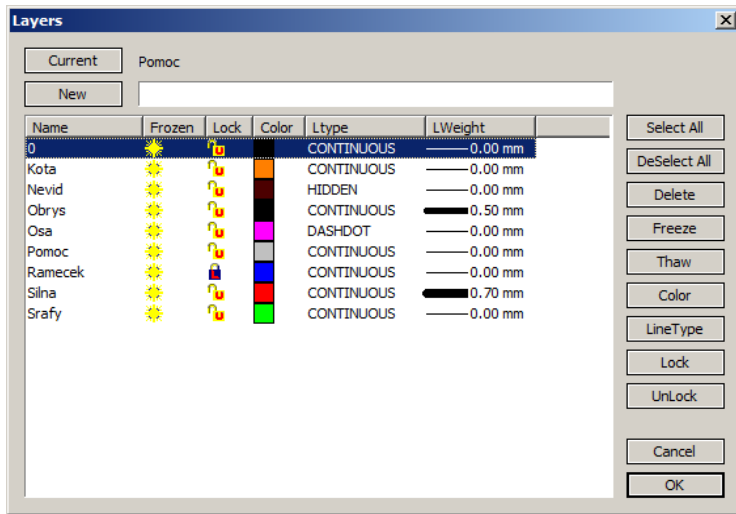 Layers
Current Pomoc
New
Name Frozen Lock Color Ltype LWeight
0 CONTINUOUS 0.00 mm
Kota CONTINUOUS 0.00 mm
Nevid HIDDEN 0.00 mm
Obrys CONTINUOUS 0.50 mm
Osa DASHDOT 0.00 mm
Pomoc CONTINUOUS 0.00 mm
Ramecek CONTINUOUS 0.00 mm
Silna CONTINUOUS 0.70 mm
Srafy CONTINUOUS 0.00 mm
Select All
DeSelect All
Delete
Freeze
Thaw
Color
LineType
Lock
UnLock
Cancel
OK